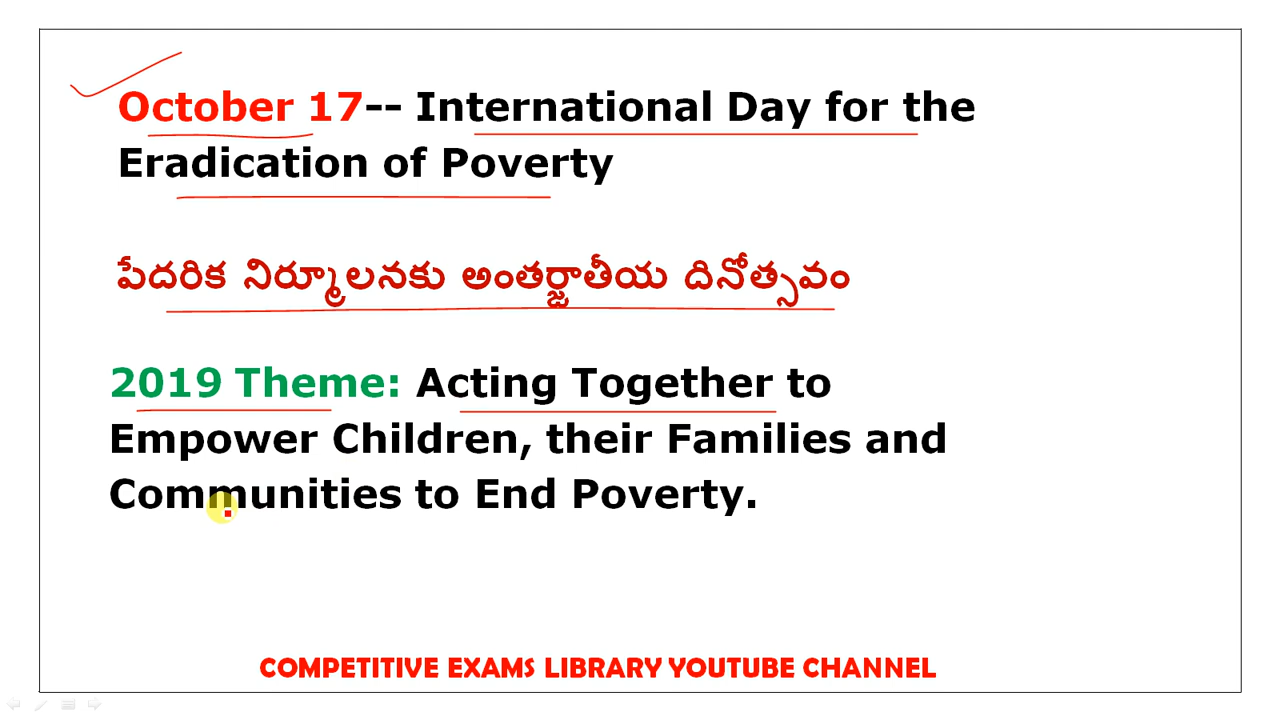 October 17-- International Day for the
Eradication of Poverty
పేదరిక నిర్మూలనకు అంతర్జాతీయ దినోత్సవం
2019 Theme: Acting Together to
Empower Children, their Families and
Communities to End Poverty.
COMPETITIVE EXAMS LIBRARY YOUTUBE CHANNEL